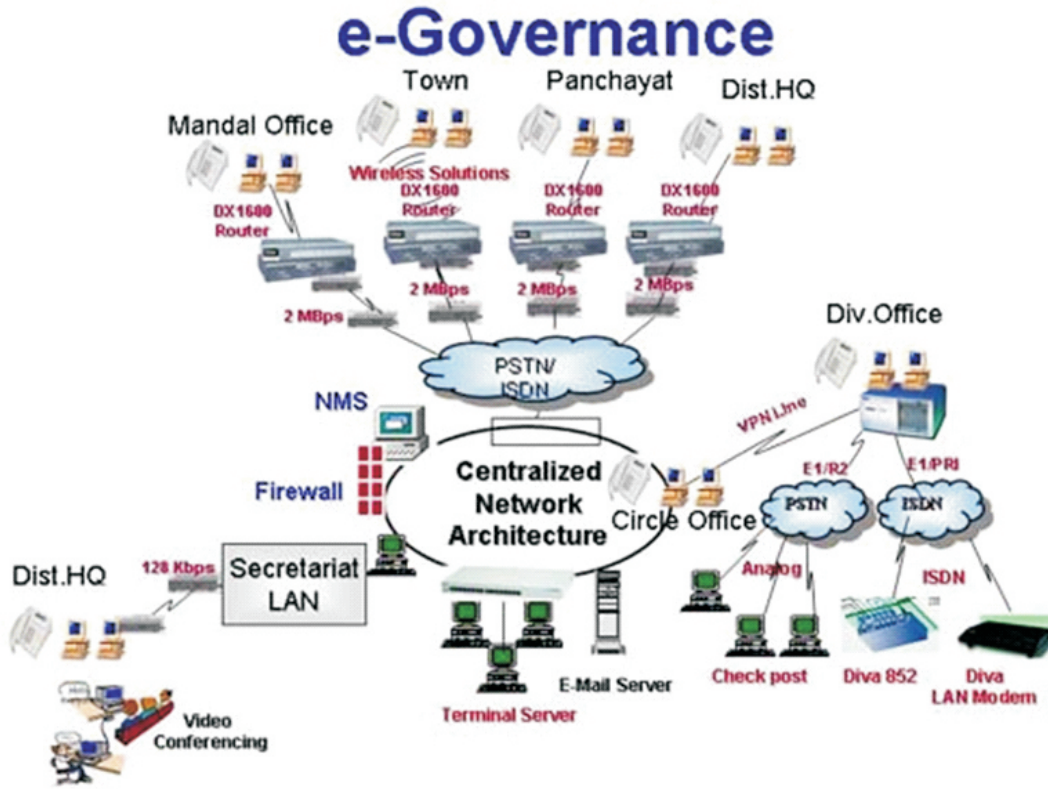 e-Governance
Town
Panchayat
Dist.HQ
Mandal Office
Wireless Solutions
DX1600
Router
DX1600
Router
DX1600
Router
DX1600
Router
2 MBps
2 MBps
2 MBps
2 MBps
PSTN/
ISDN
Div.Office
NMS
VPN Line
Firewall
Centralized
Network
Architecture
E1/R2
E1/PRI
PSTN
ISDN
Circle Office
Dist.HQ
128 Kbps
Secretariat
LAN
Analog
ISDN
Check post
Diva 852
Diva
LAN Modem
E-Mail Server
Terminal Server
Video
Conferencing